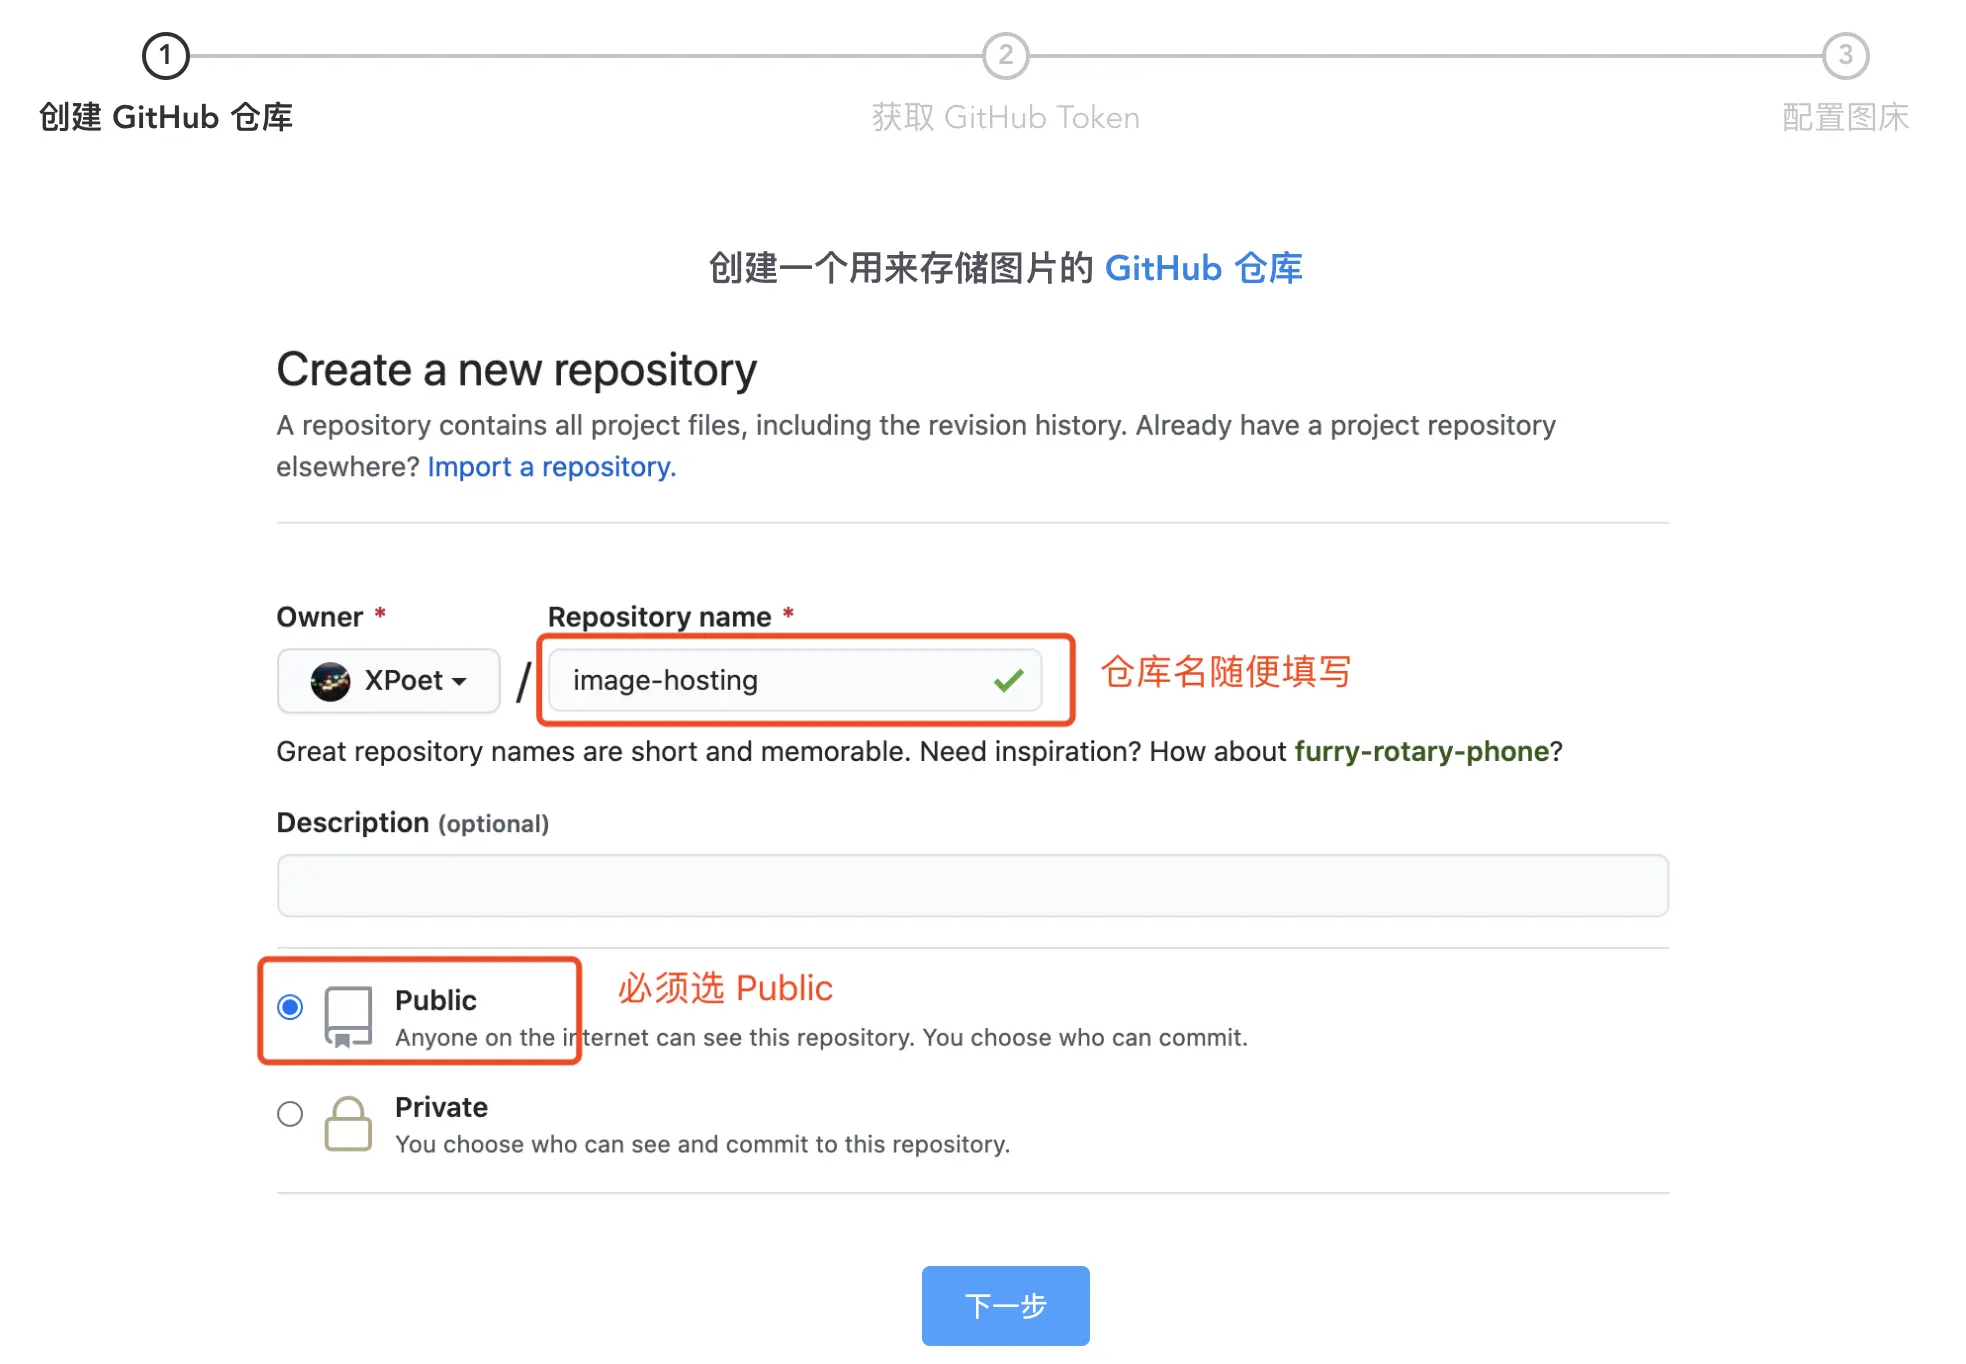 1
2
3
创建 GitHub 仓库
获取 GitHub Token
配置图床
创建一个用来存储图片的 GitHub 仓库
Create a new repository
A repository contains all project files, including the revision history. Already have a project repository
elsewhere? Import a repository.
Owner *
Repository name *
XPoet
/
image-hosting
仓库名随便填写
Great repository names are short and memorable. Need inspiration? How about furry-rotary-phone?
Description (optional)
必须选 Public
Public
Anyone on the internet can see this repository. You choose who can commit.
Private
You choose who can see and commit to this repository.
下一步